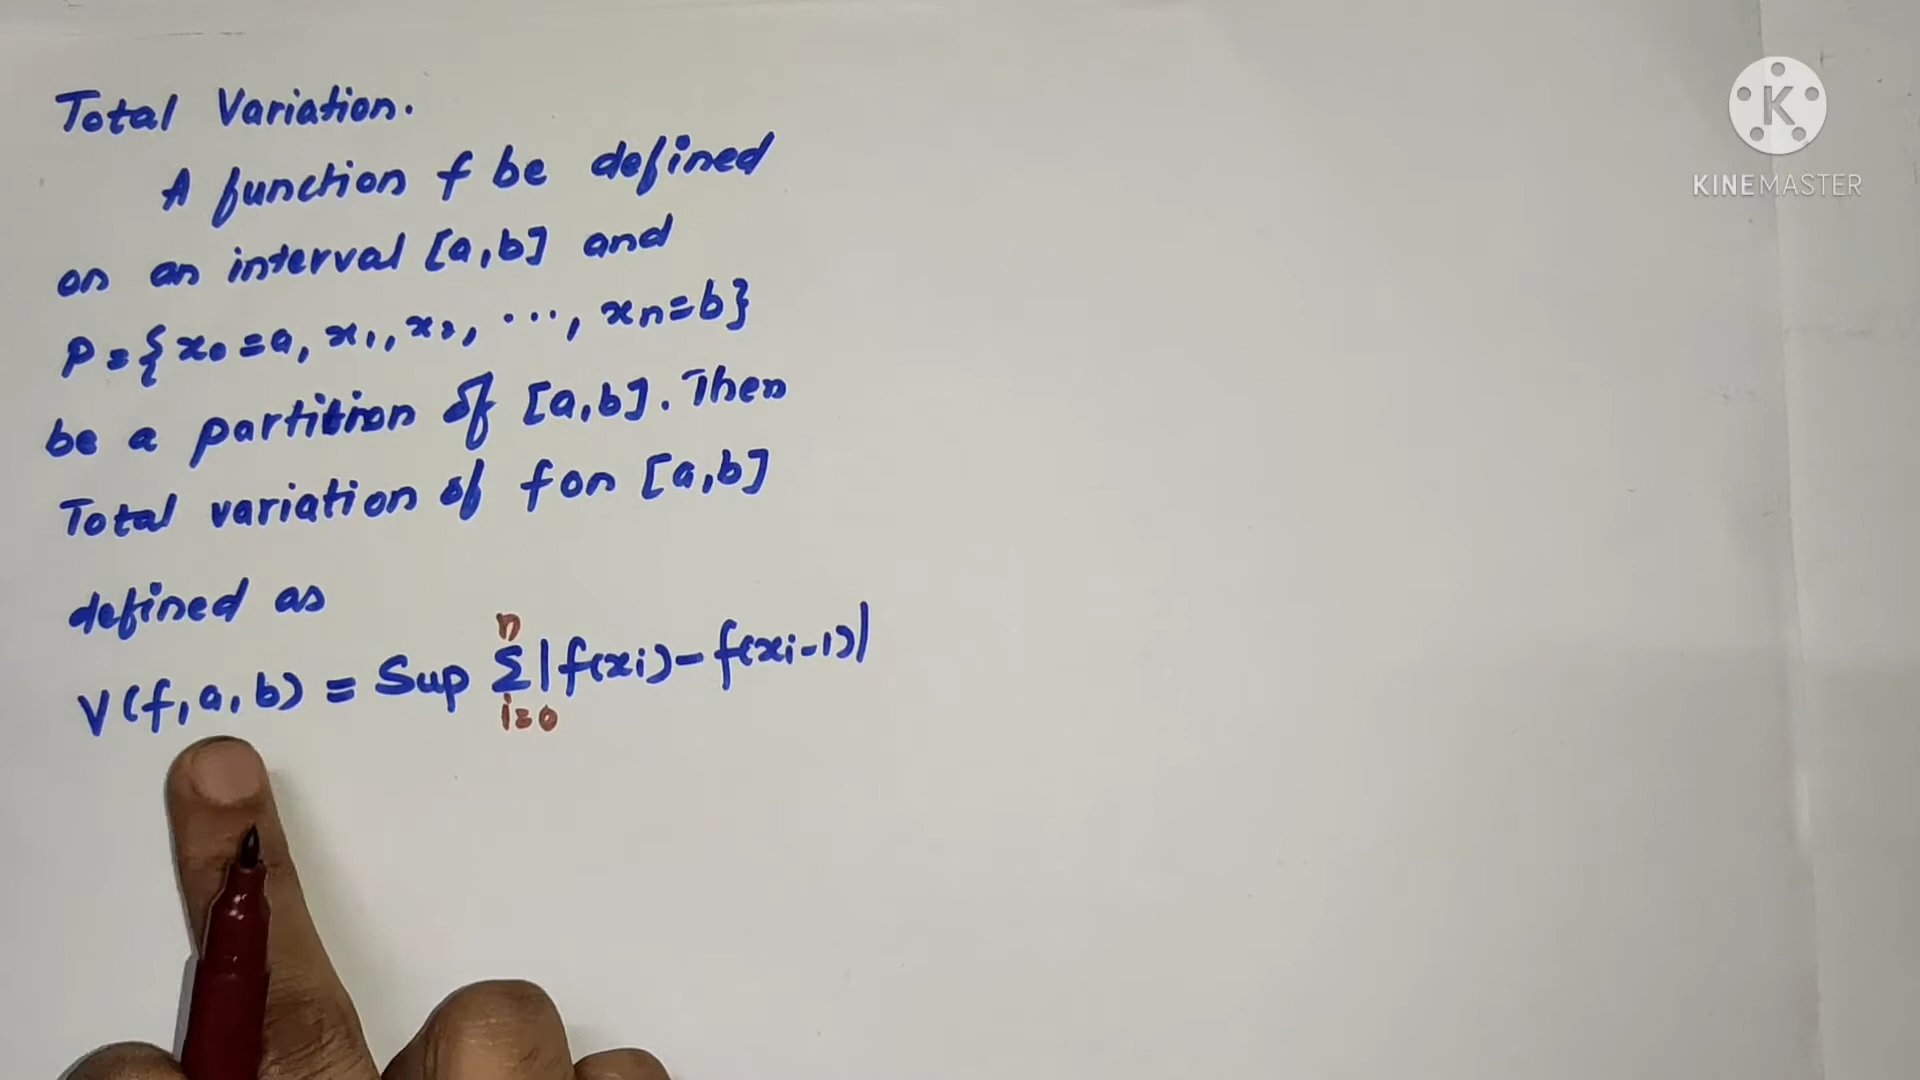 Total Variation.
A function f be defined
on an interval [a,b] and
P={x₀=a, x₁, x₂, ..., xn=b}
be a partition of [a,b]. Then
Total variation of f on [a,b]
defined as
V(f,a,b) = Sup n∑i=0 |f(xi)-f(xi-1)|
K
KINEMASTER